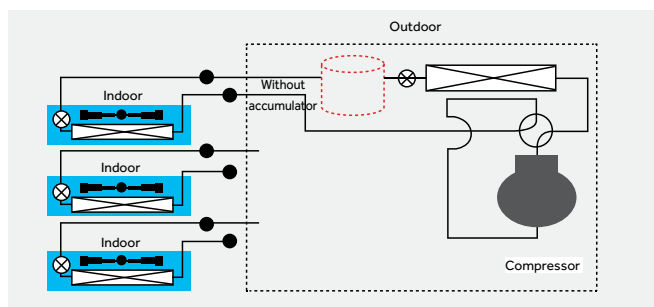 Outdoor
Indoor
Without
accumulator
Indoor
Indoor
Compressor